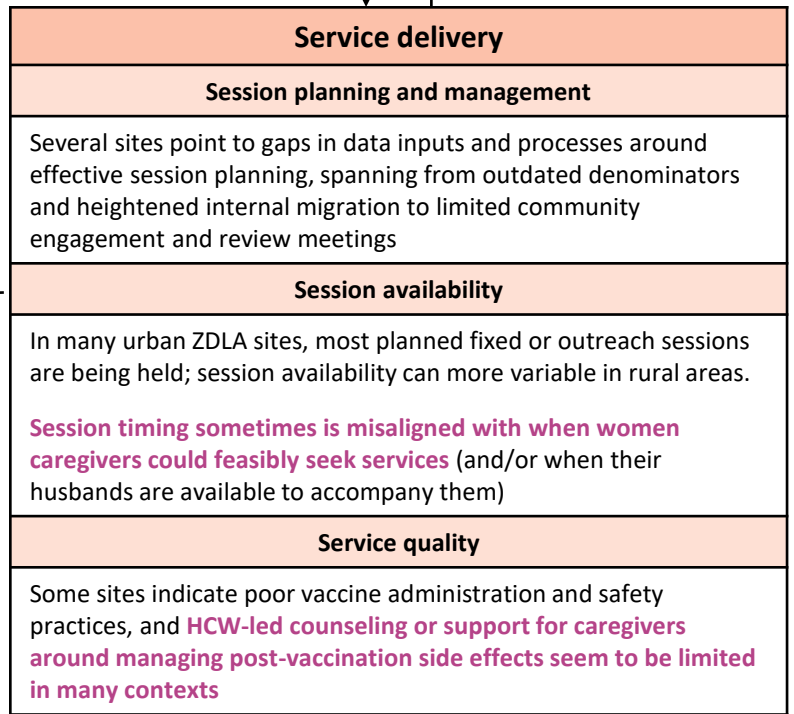 Service delivery
Session planning and management
Several sites point to gaps in data inputs and processes around
effective session planning, spanning from outdated denominators
and heightened internal migration to limited community
engagement and review meetings
Session availability
In many urban ZDLA sites, most planned fixed or outreach sessions
are being held; session availability can more variable in rural areas.
Session timing sometimes is misaligned with when women
caregivers could feasibly seek services (and/or when their
husbands are available to accompany them)
Service quality
Some sites indicate poor vaccine administration and safety
practices, and HCW-led counseling or support for caregivers
around managing post-vaccination side effects seem to be limited
in many contexts